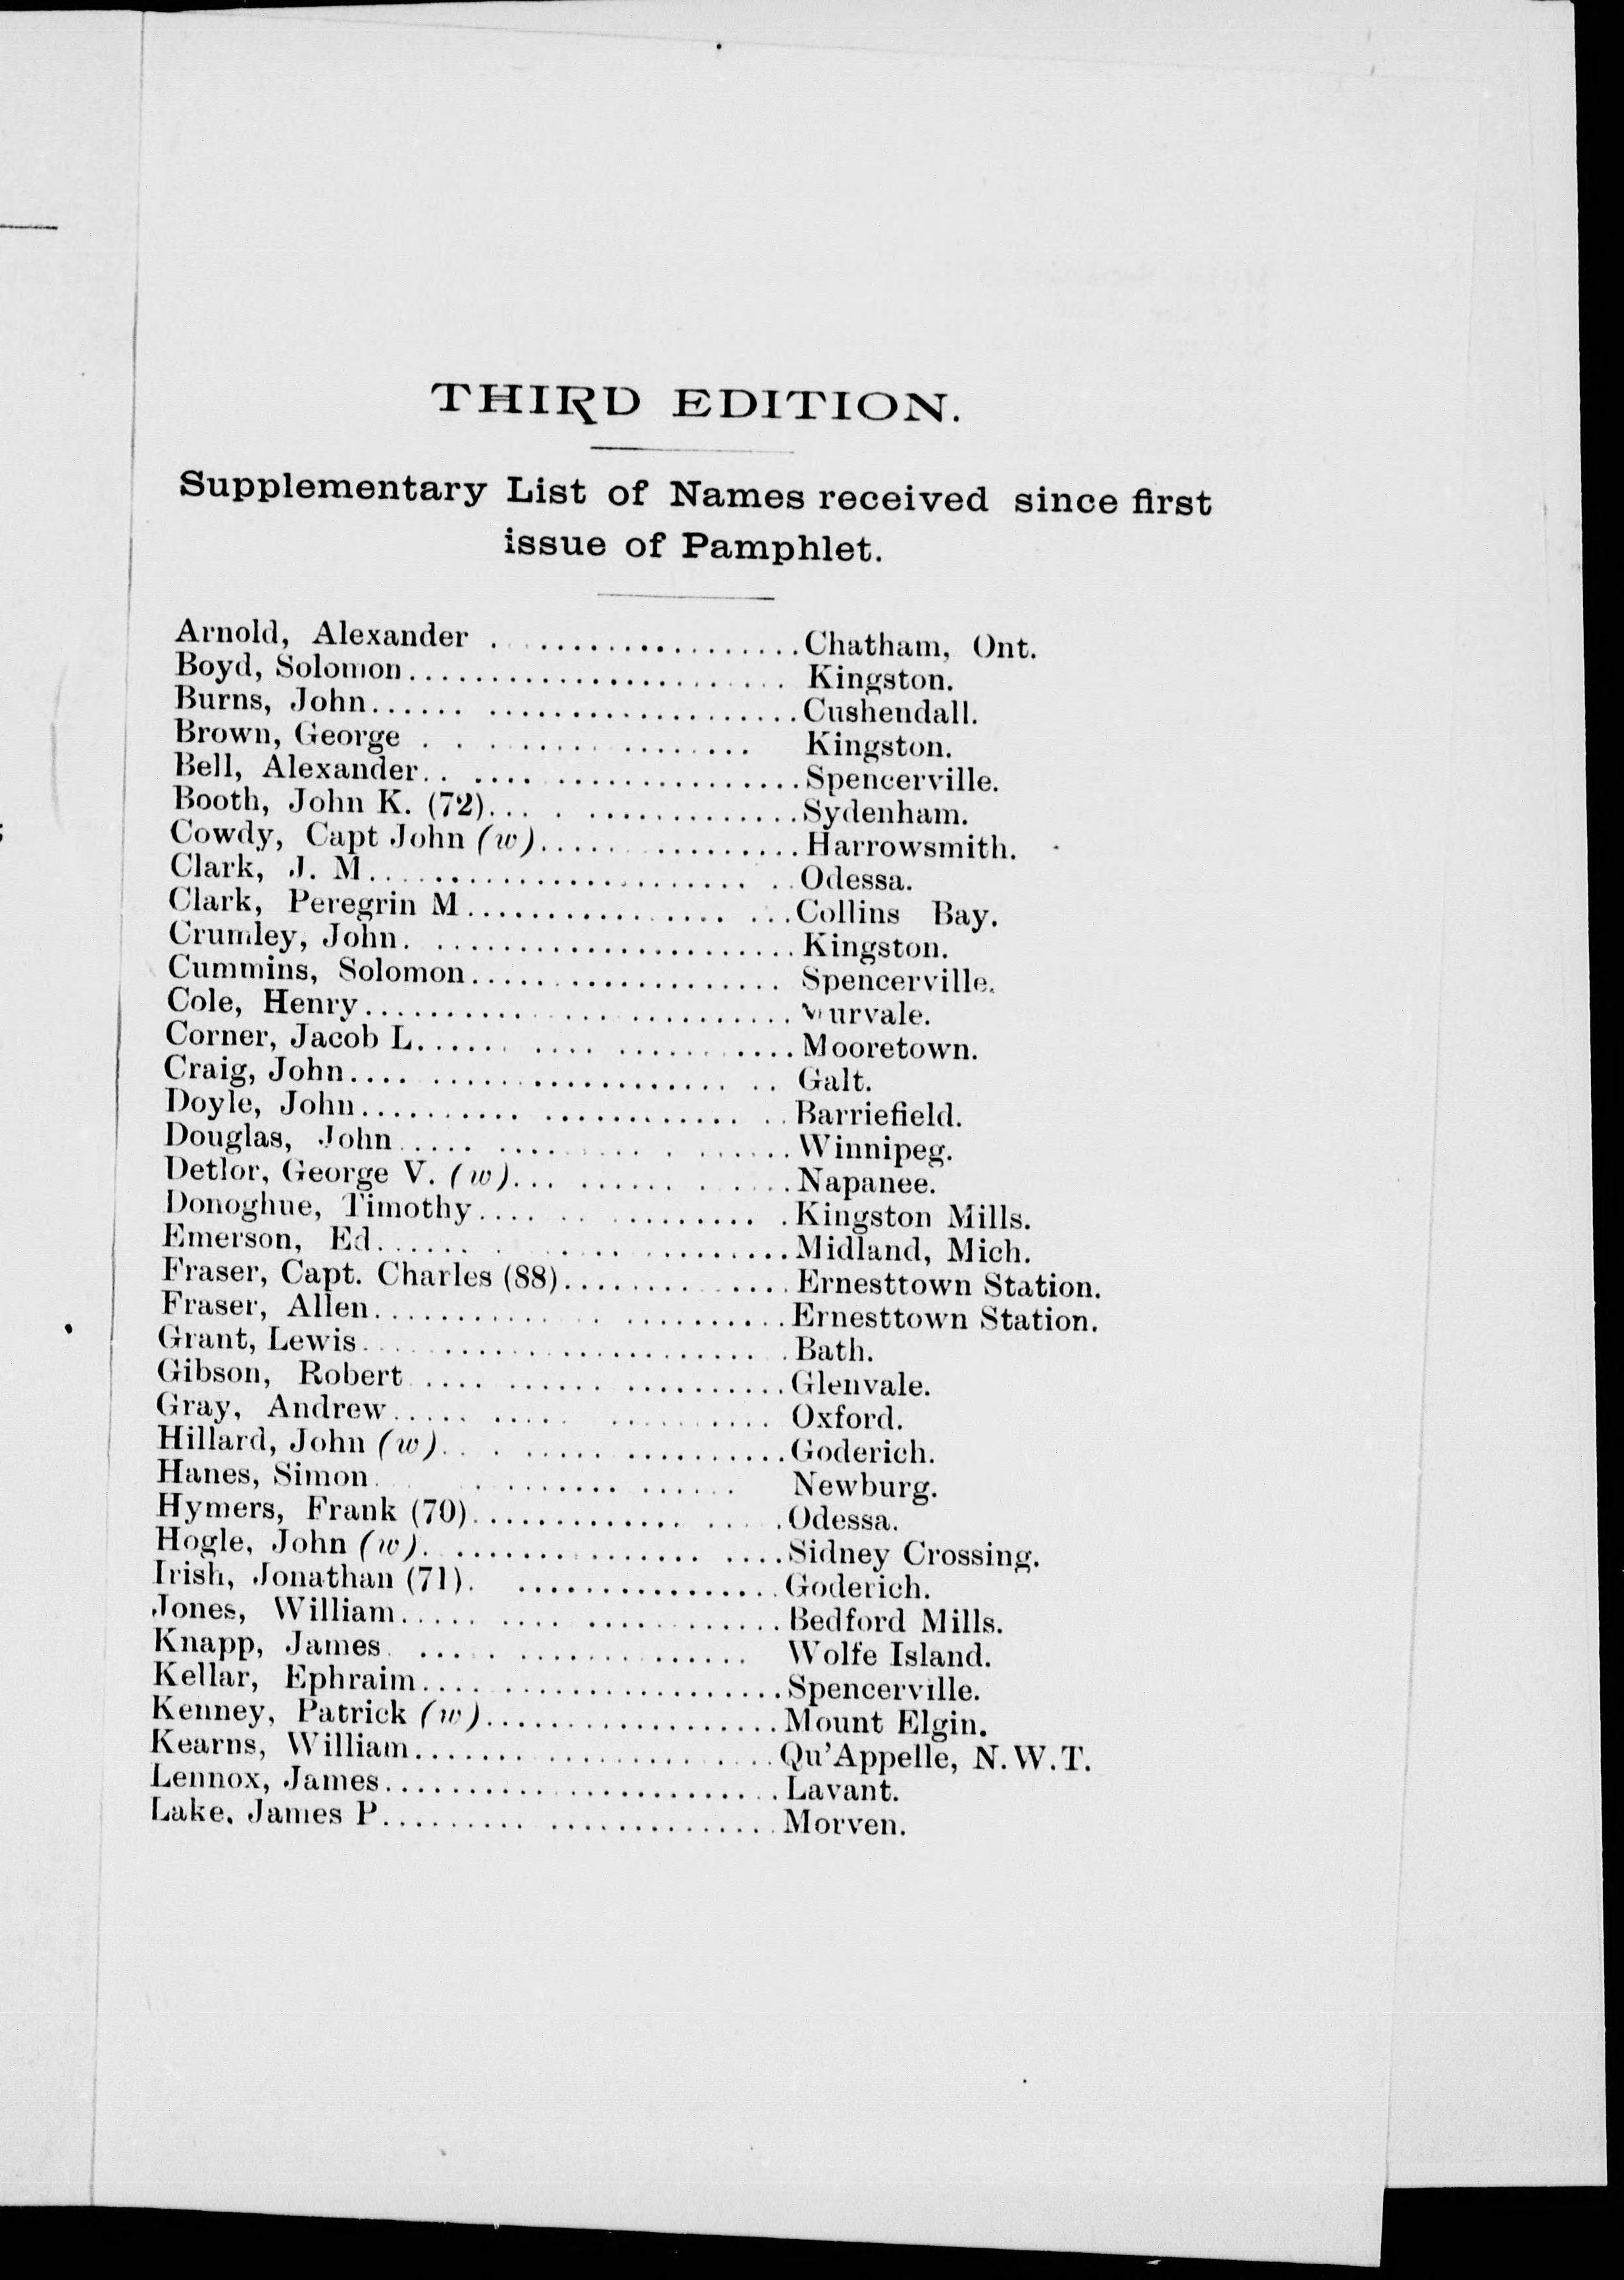 THIRD EDITION.
Supplementary List of Names received since first
issue of Pamphlet.
Arnold, Alexander ..................Chatham, Ont.
Boyd, Solomon....................... Kingston.
Burns, John...... ...................Cushendall.
Brown, George . . ................ Kingston.
Bell, Alexander.. ....................Spencerville.
Booth, John K. (72)... . .............Sydenham.
Cowdy, Capt John (w)................Harrowsmith.
Clark, J. M..........................Odessa.
Clark, Peregrin M................ ...Collins Bay.
Crumley, John. ......................Kingston.
Cummins, Solomon................... Spencerville.
Cole, Henry..........................urvale.
Corner, Jacob L...... .... ...........Mooretown.
Craig, John.... .................. .. Galt.
Doyle, John.......... .............. ..Barriefield.
Douglas, John..... ....... . ......Winnipeg.
Detlor, George V. (w)... ...... . ....Napanee.
Donoghue, Timothy.... .. ......... .Kingston Mills.
Emerson, Ed...... . ..............Midland, Mich.
Fraser, Capt. Charles (88)......... . ....Ernesttown Station.
Fraser, Allen............. . ..........Ernesttown Station.
Grant, Lewis..........................Bath.
Gibson, Robert .... ...... ..........Glenvale.
Gray, Andrew..... ..... .......... Oxford.
Hillard, John (w).. . ................Goderich.
Hanes, Simon. ............. ...... Newburg.
Hymers, Frank (70)............. .. ...Odessa.
Hogle, John (w). .............. ....Sidney Crossing.
Irish, Jonathan (71). ................Goderich.
Jones, William..... .... ............Bedford Mills.
Knapp, James. .... .............. Wolfe Island.
Kellar, Ephraim.... .................Spencerville.
Kenney, Patrick (w)..................Mount Elgin.
Kearns, William......................Qu'Appelle, N.W.T.
Lennox, James........................Lavant.
Lake. James P......... ..............Morven.